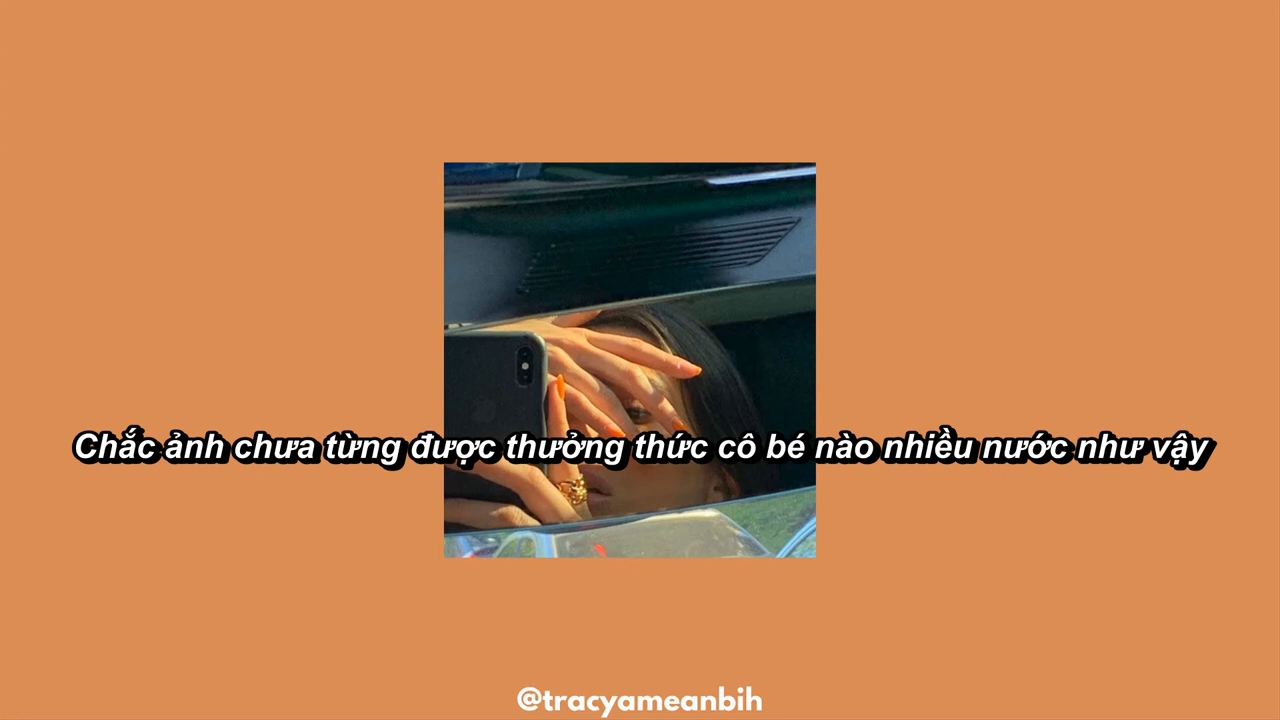 Chắc ảnh chưa từng được thưởng thức cô bé nào nhiều nước như vậy
@tracyameanbih